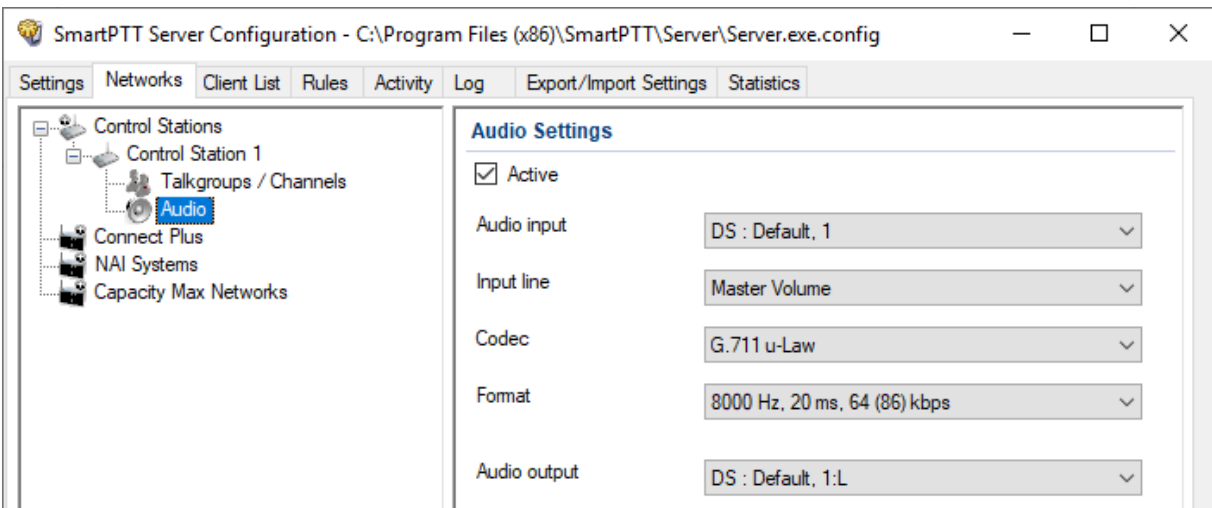 SmartPTT Server Configuration - C:\Program Files (x86)\SmartPTT\Server\Server.exe.config
Settings Networks Client List Rules Activity Log Export/Import Settings Statistics
Control Stations
Control Station 1
Talkgroups / Channels
Audio
Connect Plus
NAI Systems
Capacity Max Networks
Audio Settings
Active
Audio input DS : Default, 1
Input line Master Volume
Codec G.711 u-Law
Format 8000 Hz, 20 ms, 64 (86) kbps
Audio output DS : Default, 1:L